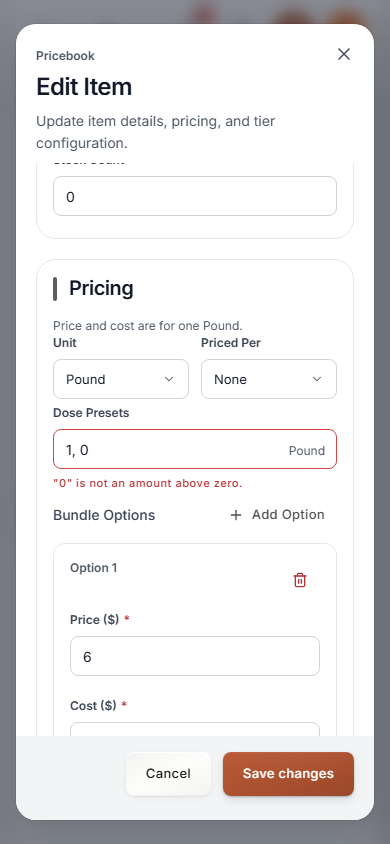 Pricebook
Edit Item
Update item details, pricing, and tier
configuration.
0
Pricing
Price and cost are for one Pound.
Unit
Priced Per
Pound
None
Dose Presets
1, 0
Pound
"0" is not an amount above zero.
Bundle Options
Add Option
Option 1
Price ($) *
6
Cost ($) *
Cancel
Save changes